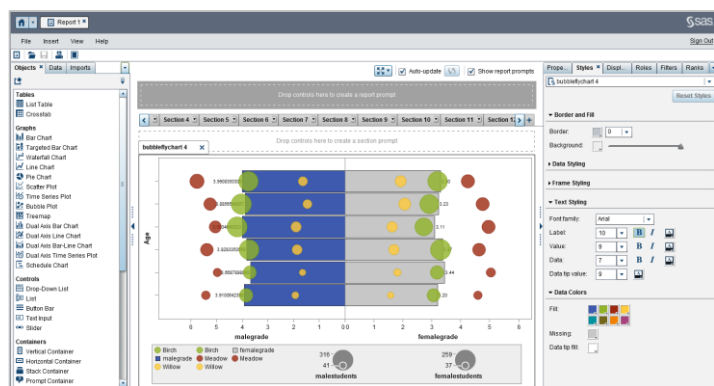 Report 1
sas
File Insert View Help
Sign Out
Objects Data Imports
Auto-update
Show report prompts
Prope... Styles Displ... Roles Filters Ranks
bubbleflychart 4
Reset Styles
Tables
List Table
Crosstab
Graphs
Bar Chart
Targeted Bar Chart
Waterfall Chart
Line Chart
Pie Chart
Scatter Plot
Time Series Plot
Bubble Plot
Treemap
Dual Axis Bar Chart
Dual Axis Line Chart
Dual Axis Bar-Line Chart
Dual Axis Time Series Plot
Schedule Chart
Controls
Drop-Down List
List
Button Bar
Text Input
Slider
Containers
Vertical Container
Horizontal Container
Stack Container
Prompt Container
Drop controls here to create a report prompt
Section 4 Section 5 Section 6 Section 7 Section 8 Section 9 Section 10 Section 11 Section 12
Drop controls here to create a section prompt
bubbleflychart 4
Age
3.23
3.11
3.44
6 5 4 3 2 1 0 0 1 2 3 4 5 6
malegrade femalegrade
Birch Birch femalegrade
malegrade Meadow Meadow
Willow Willow
316
41
malestudents
259
37
femalestudents
Border and Fill
Border: 0
Background:
Data Styling
Frame Styling
Text Styling
Font family: Arial
Label: 10 B I
Value: 9 B I
Data: 7 B I
Data tip value: 9
Data Colors
Fill:
Missing:
Data tip fill: